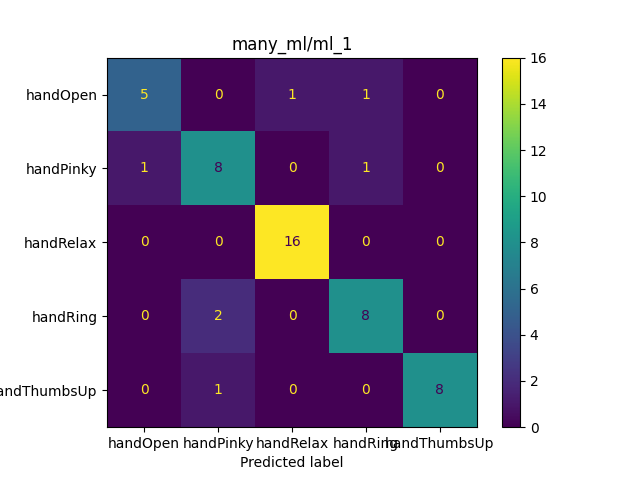 many_ml/ml_1
handOpen 5 0 1 1 0
handPinky 1 8 0 1 0
handRelax 0 0 16 0 0
handRing 0 2 0 8 0
andThumbsUp 0 1 0 0 8
handOpen handPinky handRelax handRing handThumbsUp
Predicted label
16
14
12
10
8
6
4
2
0